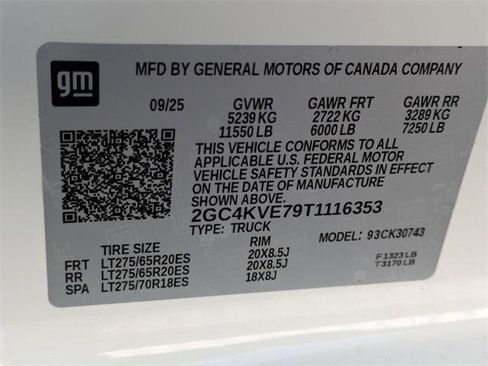 gm
MFD BY GENERAL MOTORS OF CANADA COMPANY
09/25 GVWR GAWR FRT GAWR RR
5239 KG 2722 KG 3289 KG
11550 LB 6000 LB 7250 LB
THIS VEHICLE CONFORMS TO ALL
APPLICABLE U.S. FEDERAL MOTOR
VEHICLE SAFETY STANDARDS IN EFFECT
ON THE DATE OF MANUFACTURE
SHOWN ABOVE.
2GC4KVE79T1116353
TYPE: TRUCK MODEL: 93CK30743
TIRE SIZE RIM
FRT LT275/65R20ES 20X8.5J F1323 LB
RR LT275/65R20ES 20X8.5J T3170 LB
SPA LT275/70R18ES 18X8J